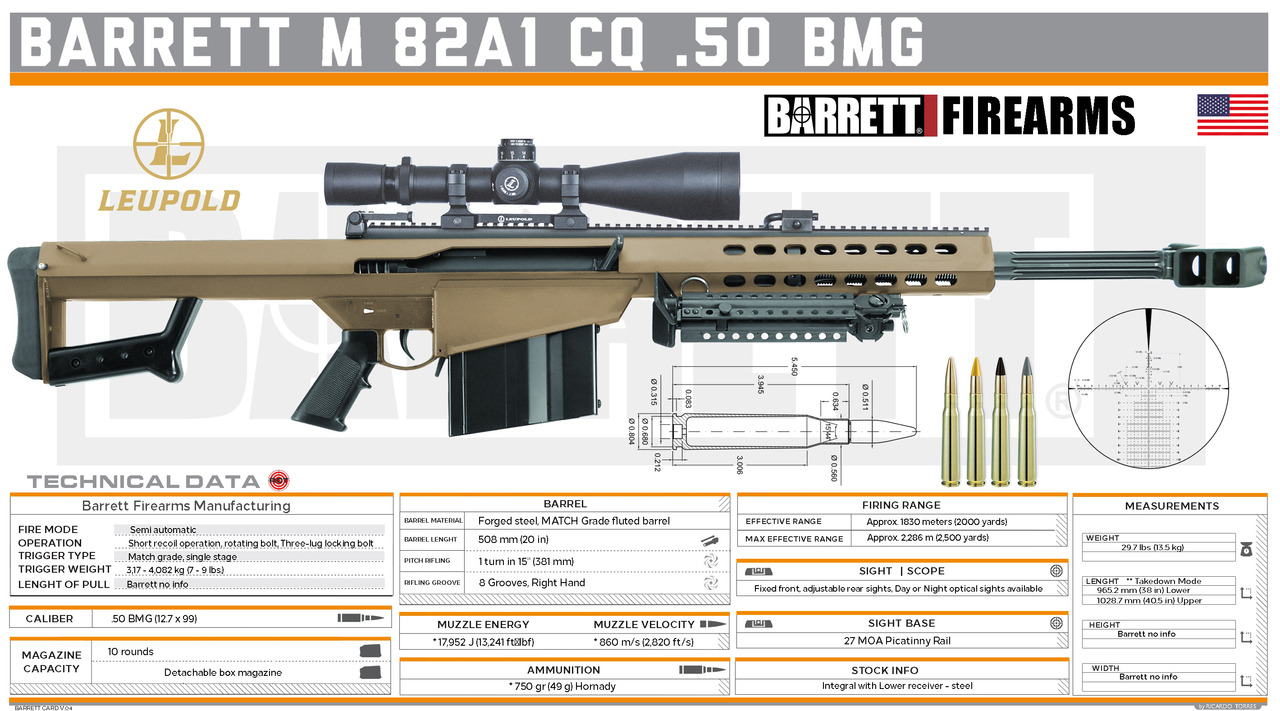 BARRETT M 82A1 CQ .50 BMG
BARRETT® FIREARMS
LEUPOLD
LEUPOLD
BARRETT ®
5.450
3.945
0.634
Ø 0.511
Ø 0.315
0.083
Ø 0.680
Ø 0.804
0.212
3.006
Ø 0.560
TECHNICAL DATA
Barrett Firearms Manufacturing
FIRE MODE Semi automatic
OPERATION Short recoil operation, rotating bolt, Three-lug locking bolt
TRIGGER TYPE Match grade, single stage
TRIGGER WEIGHT 3,17 - 4,082 kg (7 - 9 lbs)
LENGHT OF PULL Barrett no info
CALIBER .50 BMG (12.7 x 99)
MAGAZINE CAPACITY
10 rounds
Detachable box magazine
BARREL
BARREL MATERIAL Forged steel, MATCH Grade fluted barrel
BARREL LENGHT 508 mm (20 in)
PITCH RIFLING 1 turn in 15" (381 mm)
RIFLING GROOVE 8 Grooves, Right Hand
MUZZLE ENERGY MUZZLE VELOCITY
* 860 m/s (2,820 ft/s)
AMMUNITION
* 750 gr (49 g) Hornady
FIRING RANGE
EFFECTIVE RANGE Approx. 1830 meters (2000 yards)
MAX EFFECTIVE RANGE Approx. 2,286 m (2,500 yards)
SIGHT | SCOPE
Fixed front, adjustable rear sights, Day or Night optical sights available
SIGHT BASE
27 MOA Picatinny Rail
STOCK INFO
Integral with Lower receiver - steel
MEASUREMENTS
WEIGHT
29.7 lbs (13.5 kg)
LENGHT ** Takedown Mode
965.2 mm (38 in) Lower
1028.7 mm (40.5 in) Upper
HEIGHT
Barrett no info
WIDTH
Barrett no info
BARRETT CARD V.04
by RICARDO TORRES